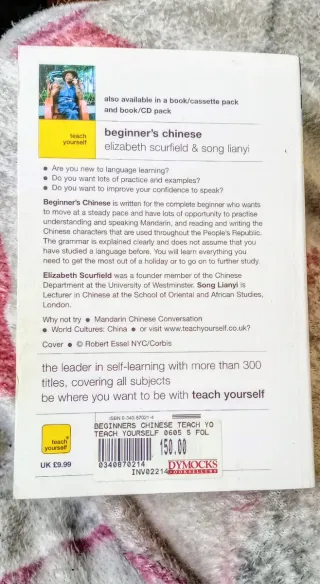 also available in a book/cassette pack
and book/CD pack
teach
yourself
beginner's chinese
elizabeth scurfield & song lianyi
● Are you new to language learning?
● Do you want lots of practice and examples?
● Do you want to improve your confidence to speak?
Beginner's Chinese is written for the complete beginner who wants
to move at a steady pace and have lots of opportunity to practise
understanding and speaking Mandarin, and reading and writing the
Chinese characters that are used throughout the People's Republic.
The grammar is explained clearly and does not assume that you
have studied a language before. You will learn everything you
need to get the most out of a holiday or to go on to further study.
Elizabeth Scurfield was a founder member of the Chinese
Department at the University of Westminster. Song Lianyi is
Lecturer in Chinese at the School of Oriental and African Studies,
London.
Why not try ● Mandarin Chinese Conversation
● World Cultures: China ● or visit www.teachyourself.co.uk?
Cover ● © Robert Essel NYC/Corbis
the leader in self-learning with more than 300
titles, covering all subjects
be where you want to be with teach yourself
ISBN 0-340-87021-4
BEGINNERS CHINESE TEACH YO
TEACH YOURSELF 0605 5 FOL
150.00
teach
yourself
UK £9.99
0340870214
DYMOCKS
BOOKSELLERS
INV02214